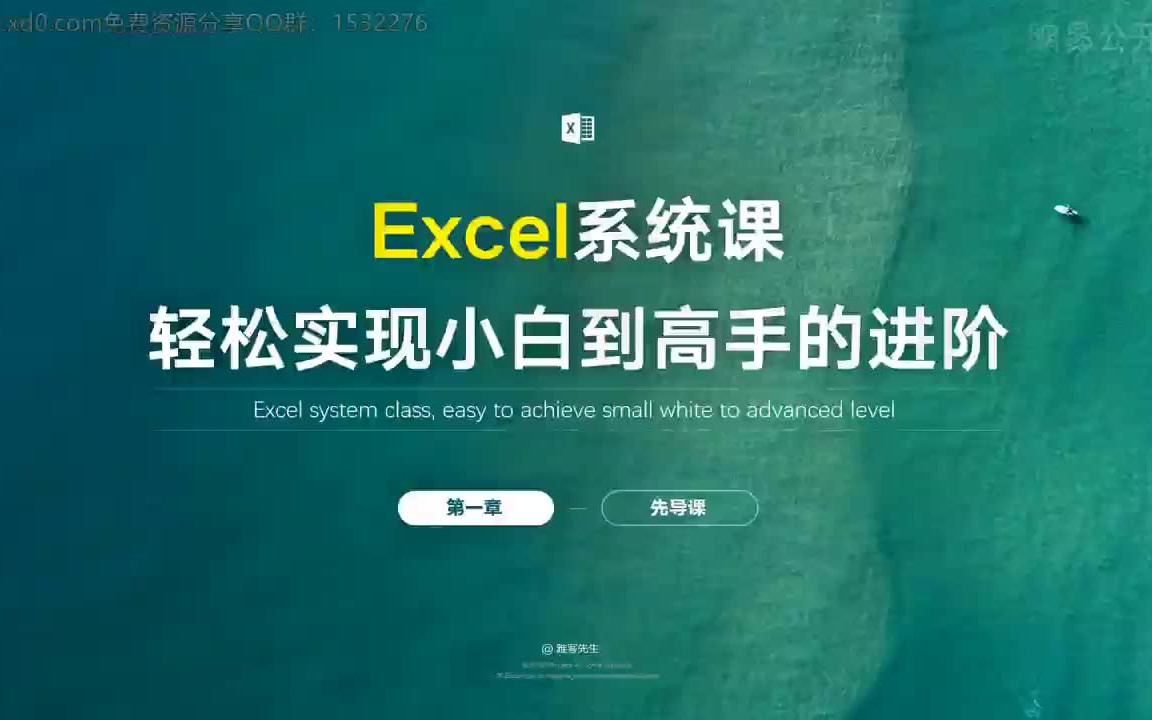 .xd0.com免费资源分享QQ群：1532276
网易公开
X
Excel系统课
轻松实现小白到高手的进阶
Excel system class, easy to achieve small white to advanced level
第一章
先导课
@雅客先生